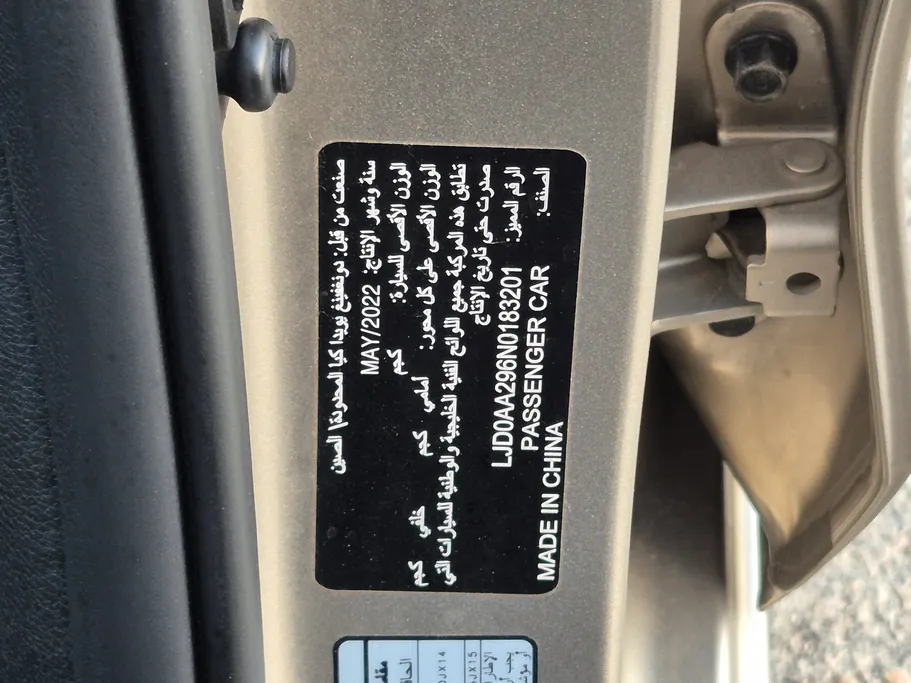 صنعت من قبل: دونغفينغ يويدا كيا المحدودة\ الصين
سنة وشهر الإنتاج: MAY/2022
الوزن الأقصى للسيارة: كجم
الوزن الأقصى على كل محور: أمامي كجم خلفي كجم
تطابق هذه المركبة جميع اللوائح الفنية الخليجية والوطنية للسيارات التي
صدرت حتى تاريخ الإنتاج
الرقم المميز: LJD0AA296N0183201
الصنف: PASSENGER CAR
MADE IN CHINA